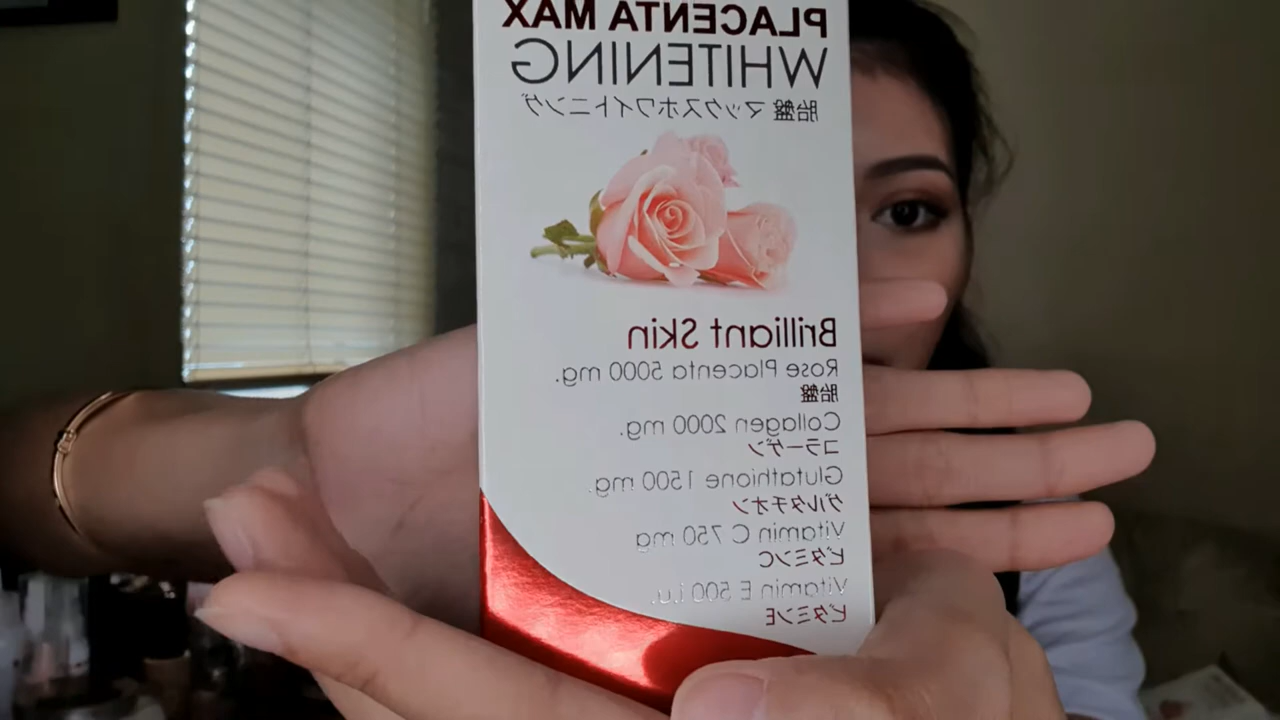 PLACENTA MAX
WHITENING
胎盤 マックスホワイトニング
Brilliant Skin
Rose Placenta 5000 mg.
胎盤
Collagen 2000 mg.
コラーゲン
Glutathione 1500 mg.
グルタチオン
Vitamin C 750 mg
ビタミンC
Vitamin E 500 i.u.
ビタミンE